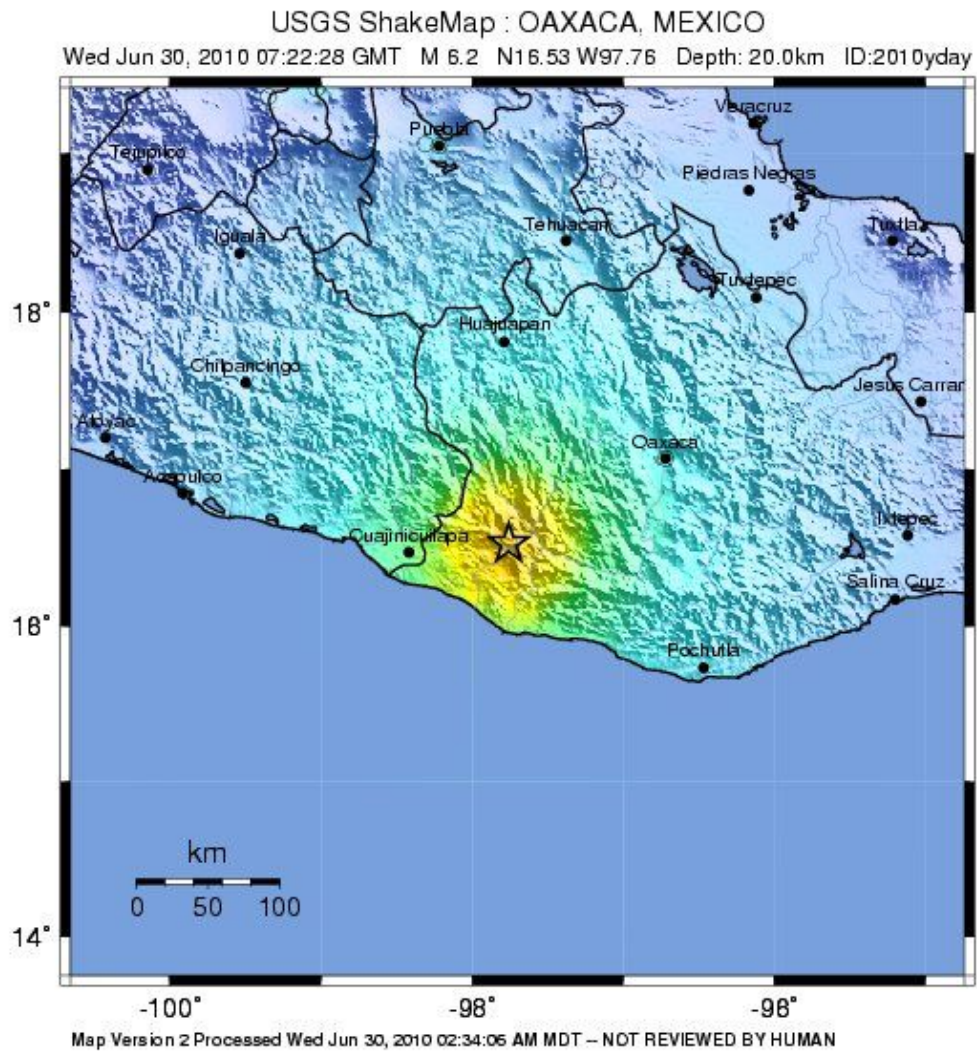 USGS ShakeMap : OAXACA, MEXICO
Wed Jun 30, 2010 07:22:28 GMT M 6.2 N16.53 W97.76 Depth: 20.0km ID:2010yday
Veracruz
Puebla
Tejupilco
Piedras Negras
Iguala
Tehuacan
Tuxtla
Tuxtepec
18°
Huajuapan
Chilpancingo
Jesus Carran
Atoyac
Oaxaca
Acapulco
Ixtepec
Cuajinicuilapa
Salina Cruz
16°
Pochutla
km
0 50 100
14°
-100° -98° -96°
Map Version 2 Processed Wed Jun 30, 2010 02:34:06 AM MDT -- NOT REVIEWED BY HUMAN